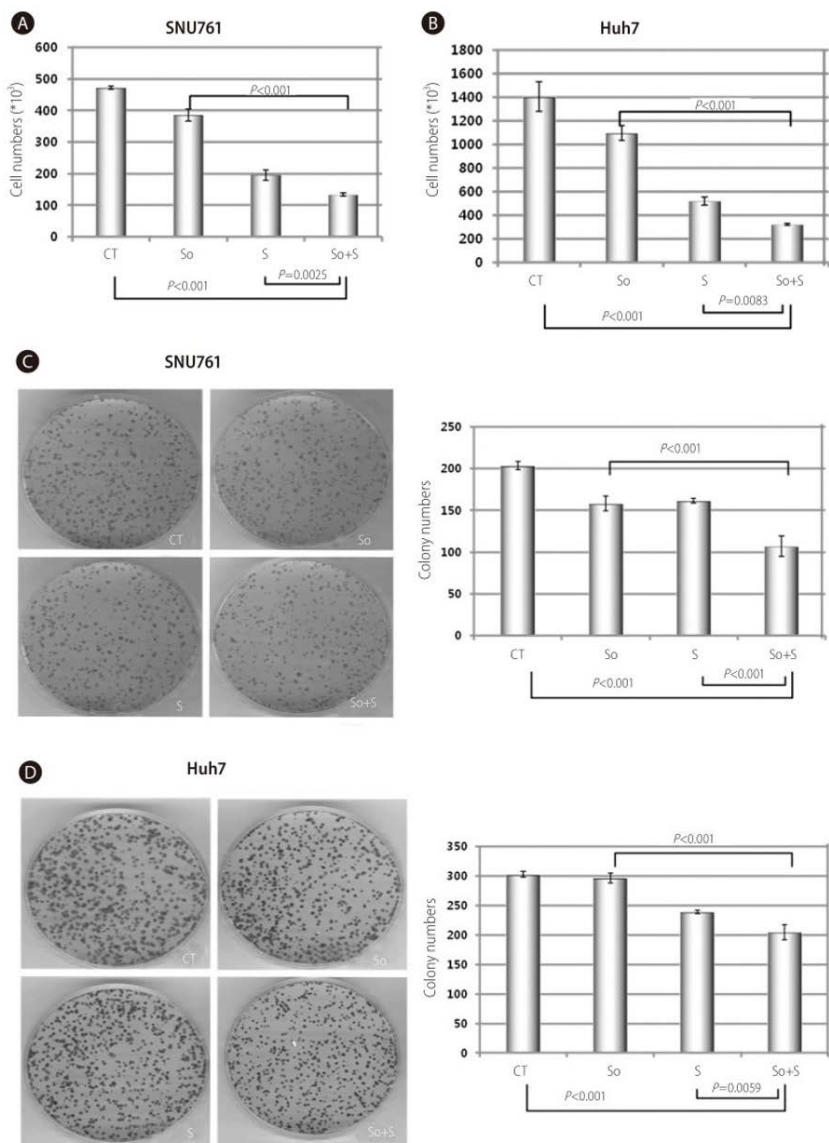 A
SNU761
Cell numbers (*10³)
600
500
400
300
200
100
0
P<0.001
CT So S So+S
P=0.0025
P<0.001
B
Huh7
Cell numbers (*10³)
1800
1600
1400
1200
1000
800
600
400
200
0
P<0.001
CT So S So+S
P=0.0083
P<0.001
C
SNU761
CT
So
S
So+S
Colony numbers
250
200
150
100
50
0
P<0.001
CT So S So+S
P<0.001
P<0.001
D
Huh7
CT
So
S
So+S
Colony numbers
350
300
250
200
150
100
50
0
P<0.001
CT So S So+S
P=0.0059
P<0.001